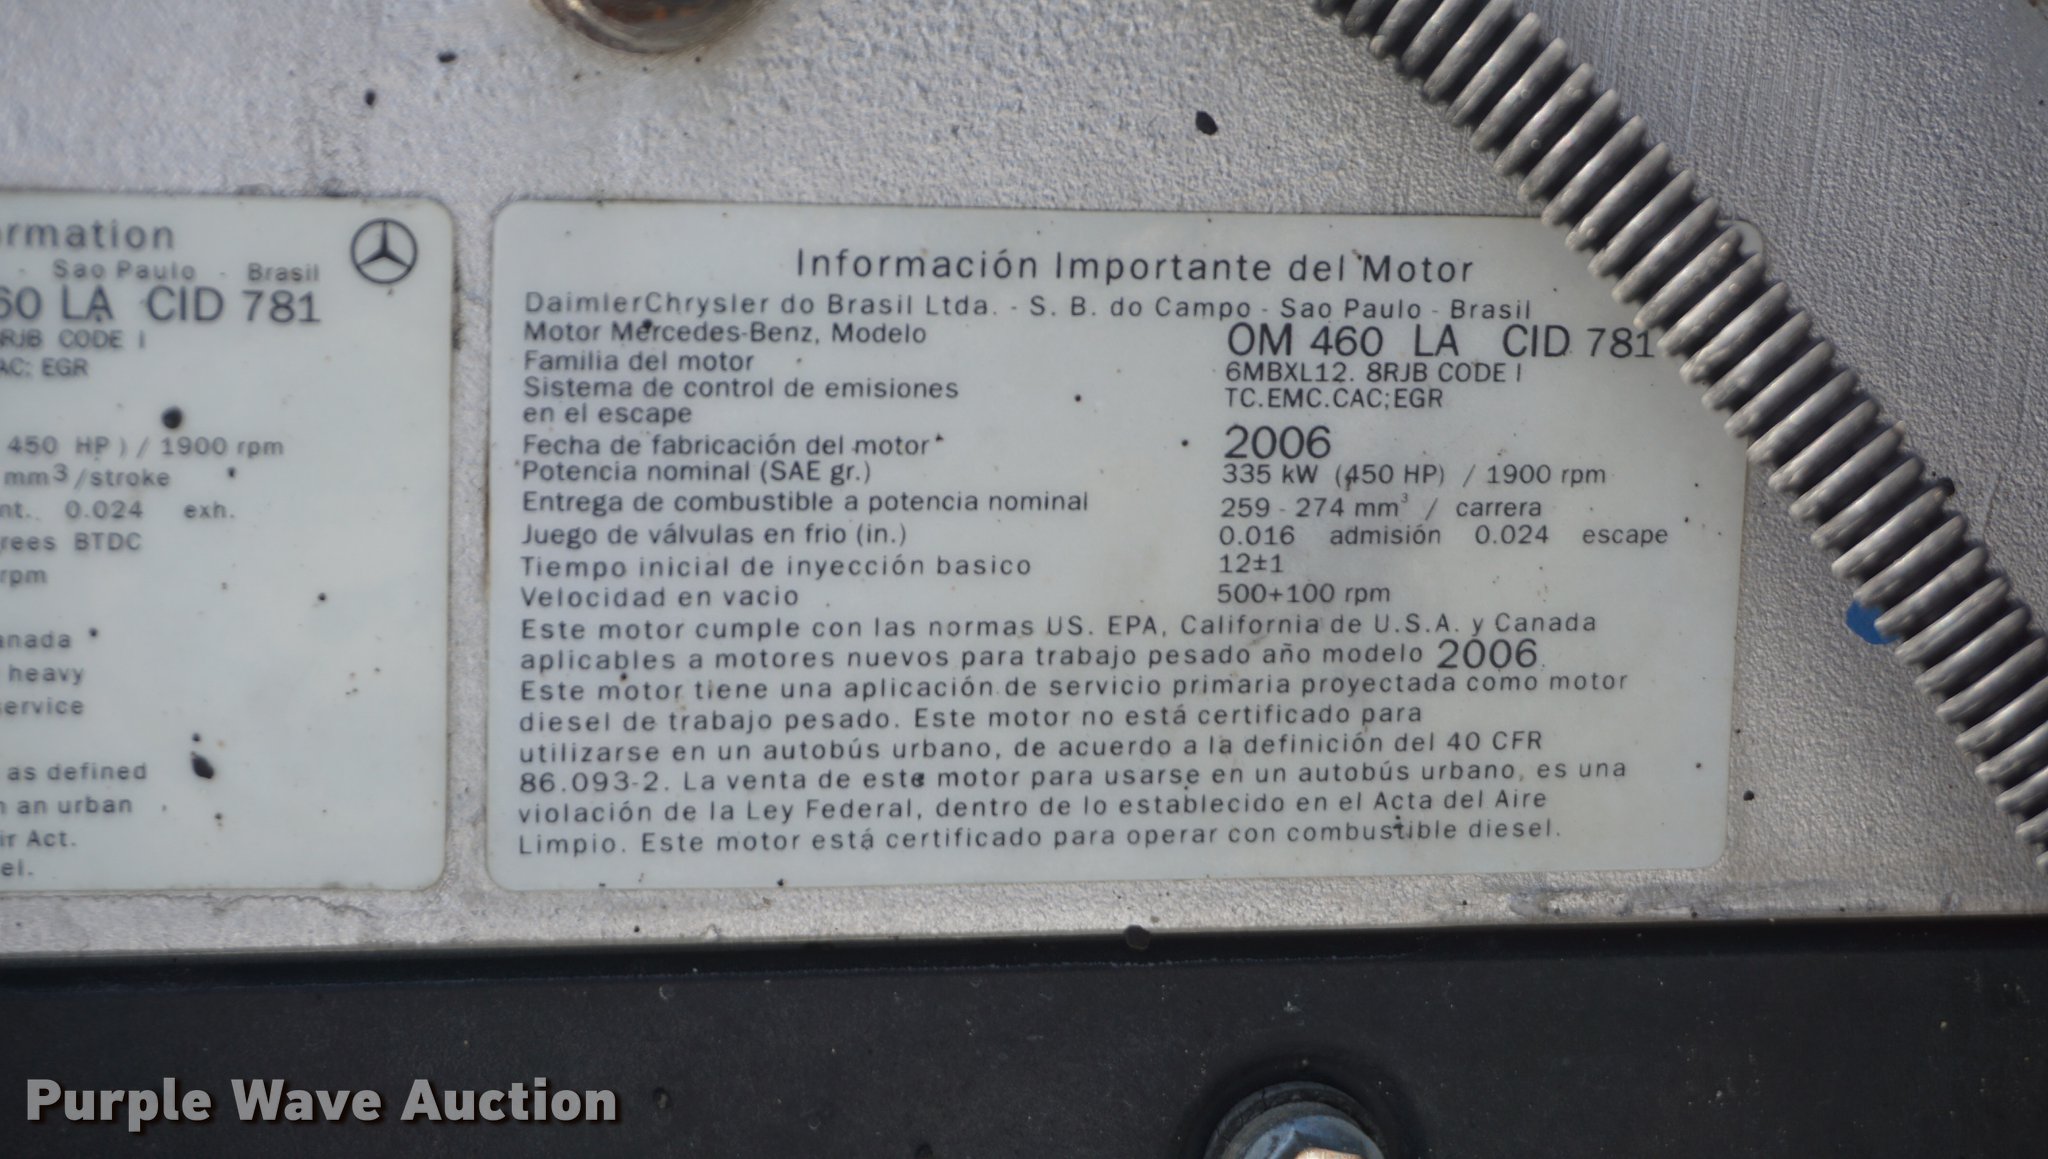 rmation
- Sao Paulo - Brasil
60 LA CID 781
8RJB CODE I
AC: EGR
450 HP ) / 1900 rpm
mm3 /stroke
nt. 0.024 exh.
rees BTDC
rpm
anada
heavy
service
as defined
n an urban
ir Act.
el.
Información Importante del Motor
DaimlerChrysler do Brasil Ltda. - S. B. do Campo - Sao Paulo - Brasil
Motor Mercedes-Benz, Modelo OM 460 LA CID 781
Familia del motor 6MBXL12. 8RJB CODE I
Sistema de control de emisiones TC.EMC.CAC;EGR
en el escape
Fecha de fabricación del motor 2006
Potencia nominal (SAE gr.) 335 kW (450 HP) / 1900 rpm
Entrega de combustible a potencia nominal 259 - 274 mm³ / carrera
Juego de válvulas en frio (in.) 0.016 admisión 0.024 escape
Tiempo inicial de inyección basico 12±1
Velocidad en vacio 500+100 rpm
Este motor cumple con las normas US. EPA, California de U.S.A. y Canada
aplicables a motores nuevos para trabajo pesado año modelo 2006
Este motor tiene una aplicación de servicio primaria proyectada como motor
diesel de trabajo pesado. Este motor no está certificado para
utilizarse en un autobús urbano, de acuerdo a la definición del 40 CFR
86.093-2. La venta de este motor para usarse en un autobús urbano, es una
violación de la Ley Federal, dentro de lo establecido en el Acta del Aire
Limpio. Este motor está certificado para operar con combustible diesel.
Purple Wave Auction